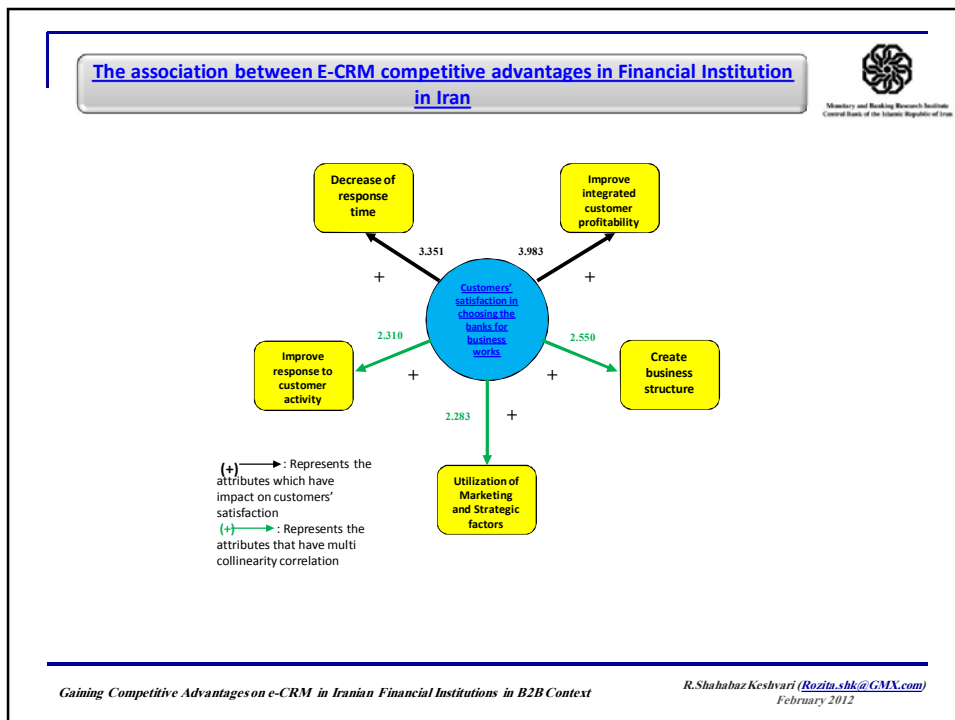 The association between E-CRM competitive advantages in Financial Institution
in Iran
Monetary and Banking Research Institute
Central Bank of the Islamic Republic of Iran
Decrease of
response
time
Improve
integrated
customer
profitability
3.351
3.983
+
+
Customers'
satisfaction in
choosing the
banks for
business
works
2.310
2.550
Improve
response to
customer
activity
+
+
Create
business
structure
2.283
+
Utilization of
Marketing
and Strategic
factors
(+) : Represents the
attributes which have
impact on customers'
satisfaction
(+) : Represents the
attributes that have multi
collinearity correlation
Gaining Competitive Advantages on e-CRM in Iranian Financial Institutions in B2B Context
R.Shahabaz Keshvari (Rozita.shk@GMX.com)
February 2012